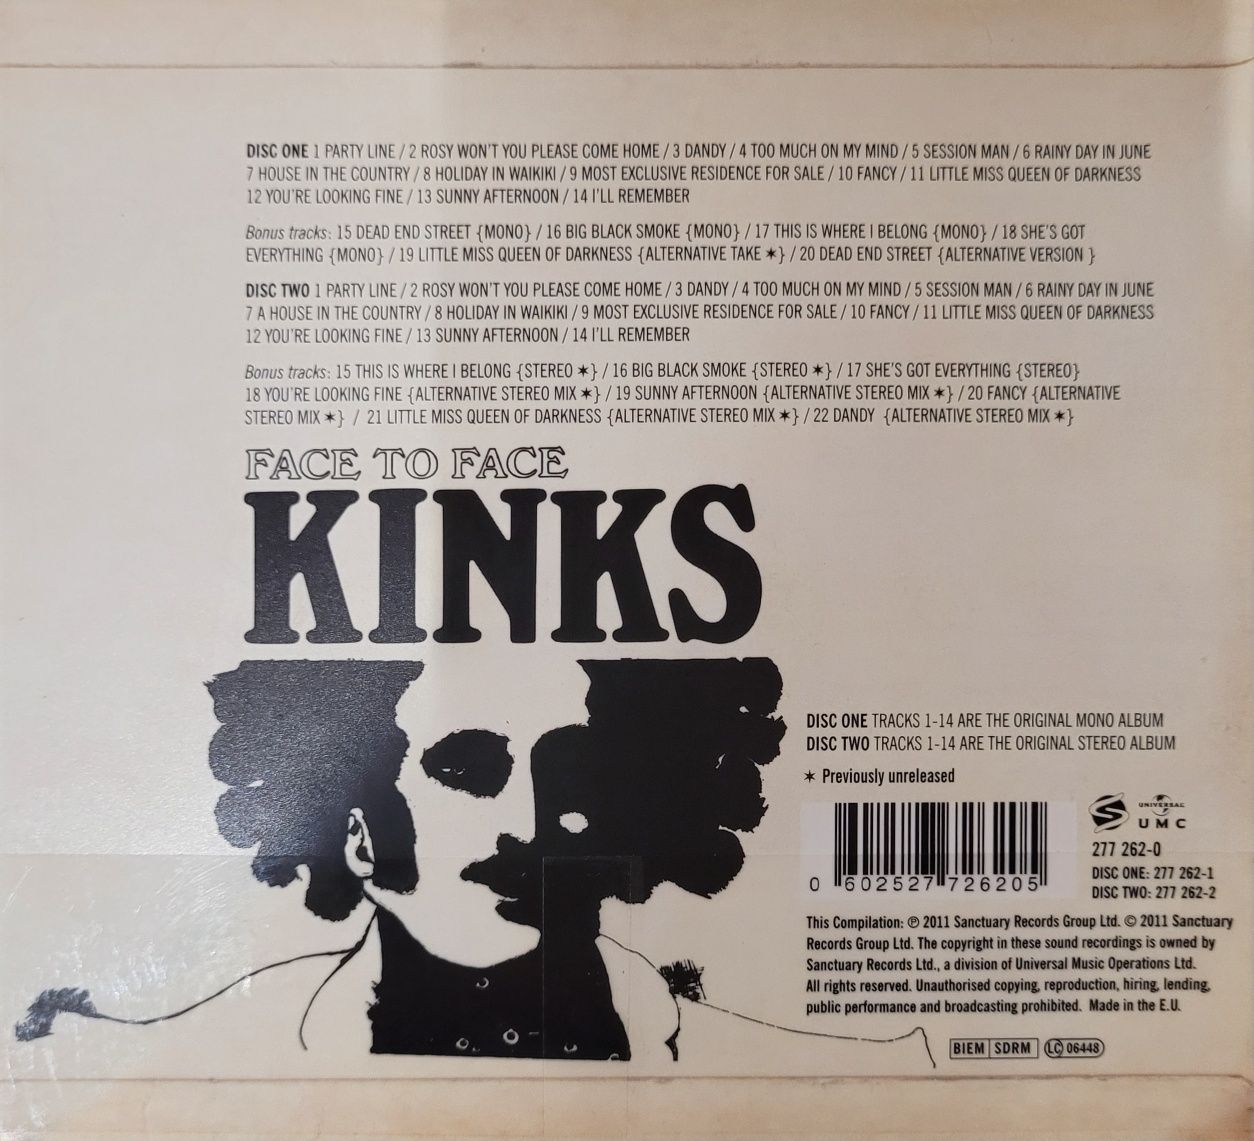 DISC ONE 1 PARTY LINE / 2 ROSY WON'T YOU PLEASE COME HOME / 3 DANDY / 4 TOO MUCH ON MY MIND / 5 SESSION MAN / 6 RAINY DAY IN JUNE
7 HOUSE IN THE COUNTRY / 8 HOLIDAY IN WAIKIKI / 9 MOST EXCLUSIVE RESIDENCE FOR SALE / 10 FANCY / 11 LITTLE MISS QUEEN OF DARKNESS
12 YOU'RE LOOKING FINE / 13 SUNNY AFTERNOON / 14 I'LL REMEMBER
Bonus tracks: 15 DEAD END STREET {MONO} / 16 BIG BLACK SMOKE {MONO} / 17 THIS IS WHERE I BELONG {MONO} / 18 SHE'S GOT
EVERYTHING {MONO} / 19 LITTLE MISS QUEEN OF DARKNESS {ALTERNATIVE TAKE ✶} / 20 DEAD END STREET {ALTERNATIVE VERSION }
DISC TWO 1 PARTY LINE / 2 ROSY WON'T YOU PLEASE COME HOME / 3 DANDY / 4 TOO MUCH ON MY MIND / 5 SESSION MAN / 6 RAINY DAY IN JUNE
7 A HOUSE IN THE COUNTRY / 8 HOLIDAY IN WAIKIKI / 9 MOST EXCLUSIVE RESIDENCE FOR SALE / 10 FANCY / 11 LITTLE MISS QUEEN OF DARKNESS
12 YOU'RE LOOKING FINE / 13 SUNNY AFTERNOON / 14 I'LL REMEMBER
Bonus tracks: 15 THIS IS WHERE I BELONG {STEREO ✶} / 16 BIG BLACK SMOKE {STEREO ✶} / 17 SHE'S GOT EVERYTHING {STEREO}
18 YOU'RE LOOKING FINE {ALTERNATIVE STEREO MIX ✶} / 19 SUNNY AFTERNOON {ALTERNATIVE STEREO MIX ✶} / 20 FANCY {ALTERNATIVE
STEREO MIX ✶} / 21 LITTLE MISS QUEEN OF DARKNESS {ALTERNATIVE STEREO MIX ✶} / 22 DANDY {ALTERNATIVE STEREO MIX ✶}
FACE TO FACE
KINKS
DISC ONE TRACKS 1-14 ARE THE ORIGINAL MONO ALBUM
DISC TWO TRACKS 1-14 ARE THE ORIGINAL STEREO ALBUM
✶ Previously unreleased
0 602527 726205
UNIVERSAL
UMC
277 262-0
DISC ONE: 277 262-1
DISC TWO: 277 262-2
This Compilation: ℗ 2011 Sanctuary Records Group Ltd. © 2011 Sanctuary
Records Group Ltd. The copyright in these sound recordings is owned by
Sanctuary Records Ltd., a division of Universal Music Operations Ltd.
All rights reserved. Unauthorised copying, reproduction, hiring, lending,
public performance and broadcasting prohibited. Made in the E.U.
BIEM SDRM LC 06448